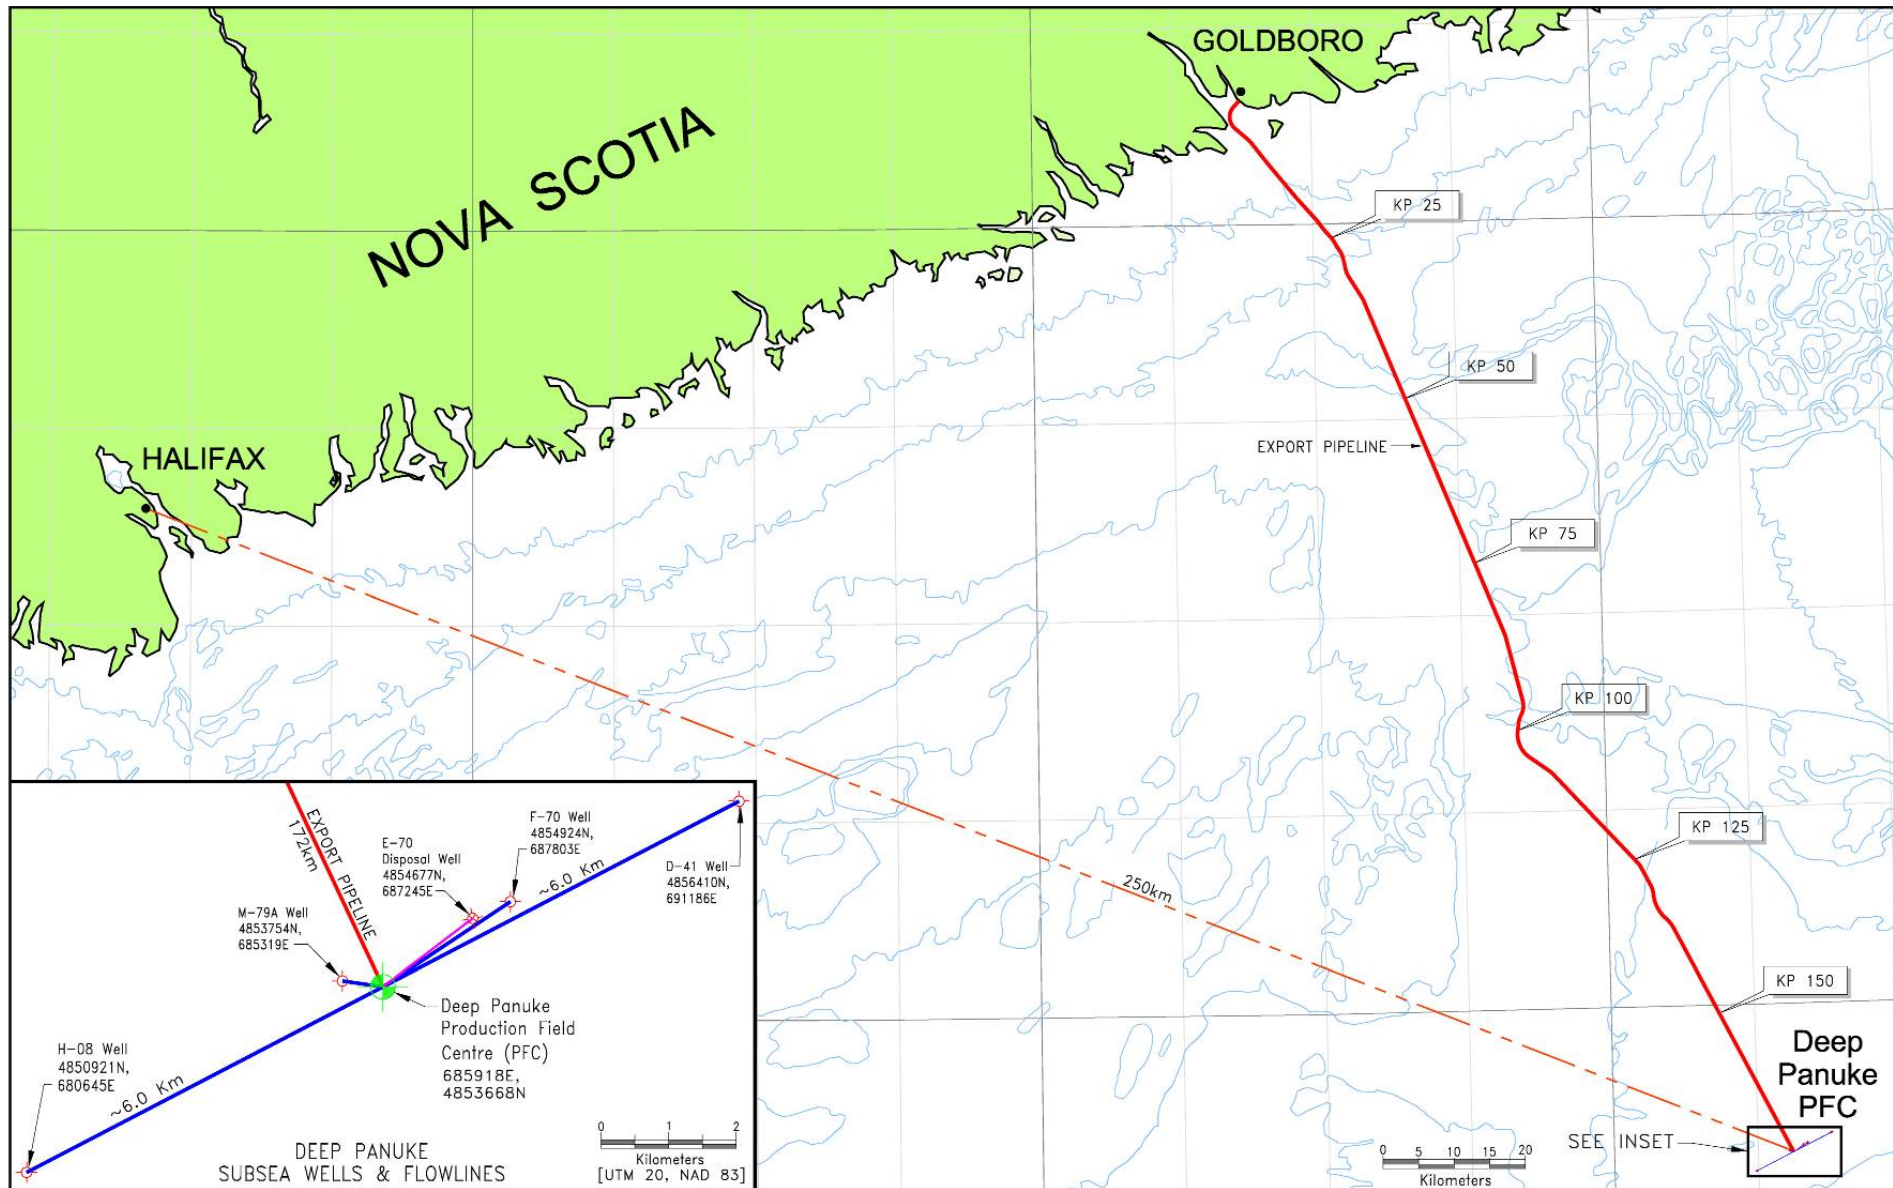 GOLDBORO
NOVA SCOTIA
KP 25
KP 50
EXPORT PIPELINE
HALIFAX
KP 75
KP 100
KP 125
250km
KP 150
Deep
Panuke
PFC
SEE INSET
0 5 10 15 20
Kilometers
EXPORT PIPELINE
172km
F-70 Well
4854924N,
687803E
E-70
Disposal Well
4854677N,
687245E
~6.0 Km
D-41 Well
4856410N,
691186E
M-79A Well
4853754N,
685319E
Deep Panuke
Production Field
Centre (PFC)
685918E,
4853668N
H-08 Well
4850921N,
680645E
~6.0 Km
0 1 2
Kilometers
[UTM 20, NAD 83]
DEEP PANUKE
SUBSEA WELLS & FLOWLINES